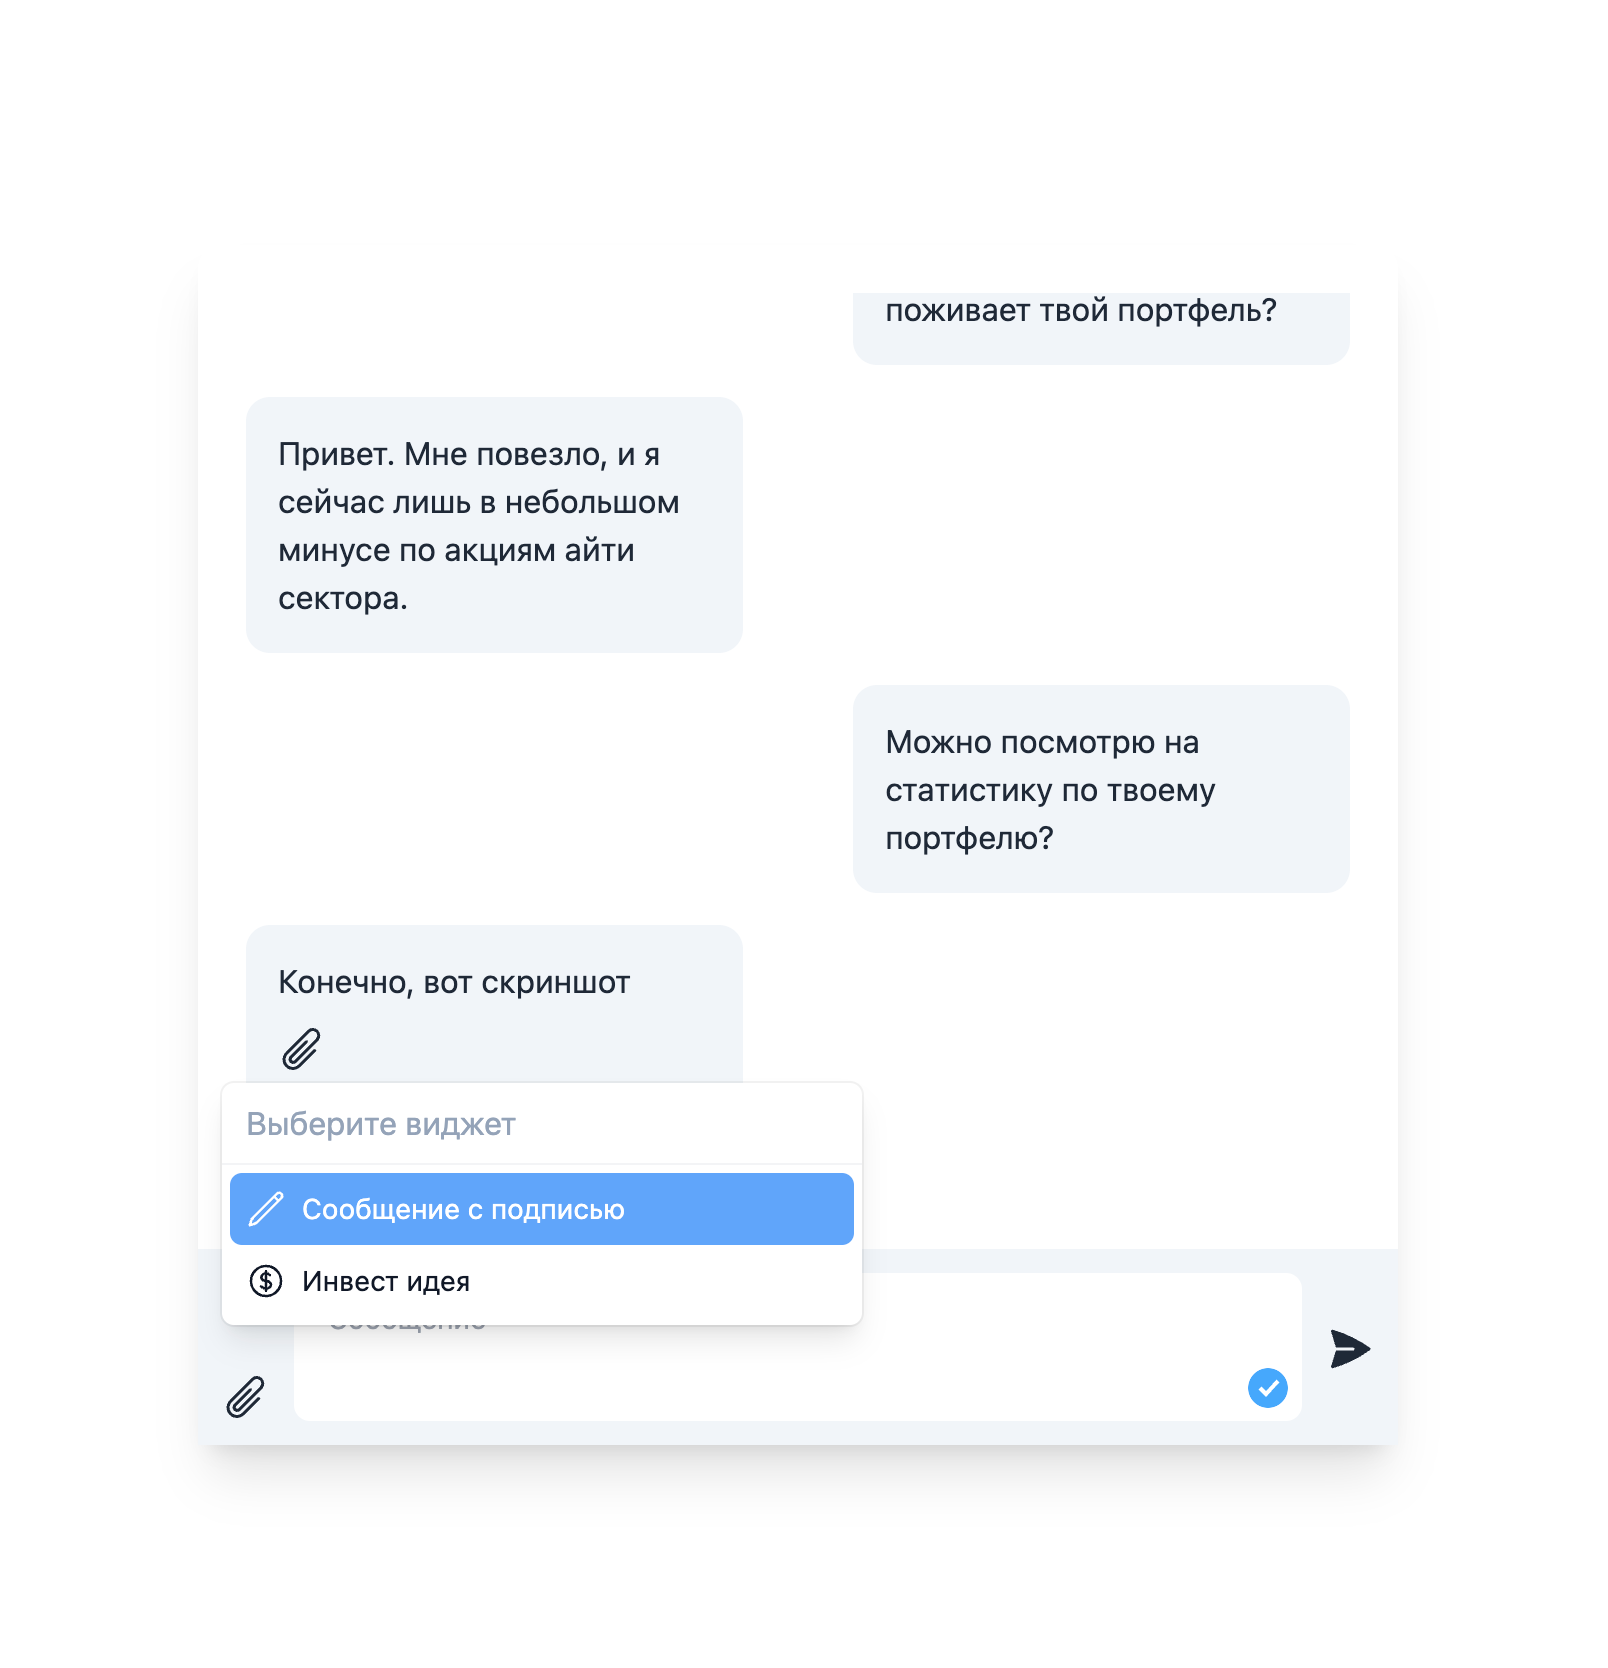 поживает твой портфель?
Привет. Мне повезло, и я
сейчас лишь в небольшом
минусе по акциям айти
сектора.
Можно посмотрю на
статистику по твоему
портфелю?
Конечно, вот скриншот
Выберите виджет
Сообщение с подписью
Инвест идея
Сообщение